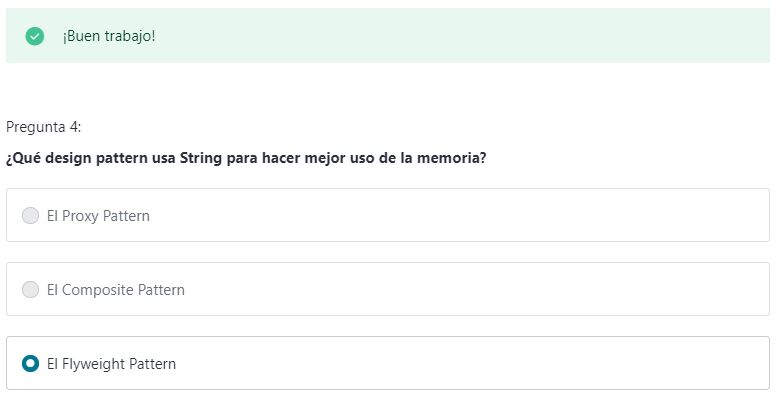 ¡Buen trabajo!
Pregunta 4:
¿Qué design pattern usa String para hacer mejor uso de la memoria?
El Proxy Pattern
El Composite Pattern
El Flyweight Pattern